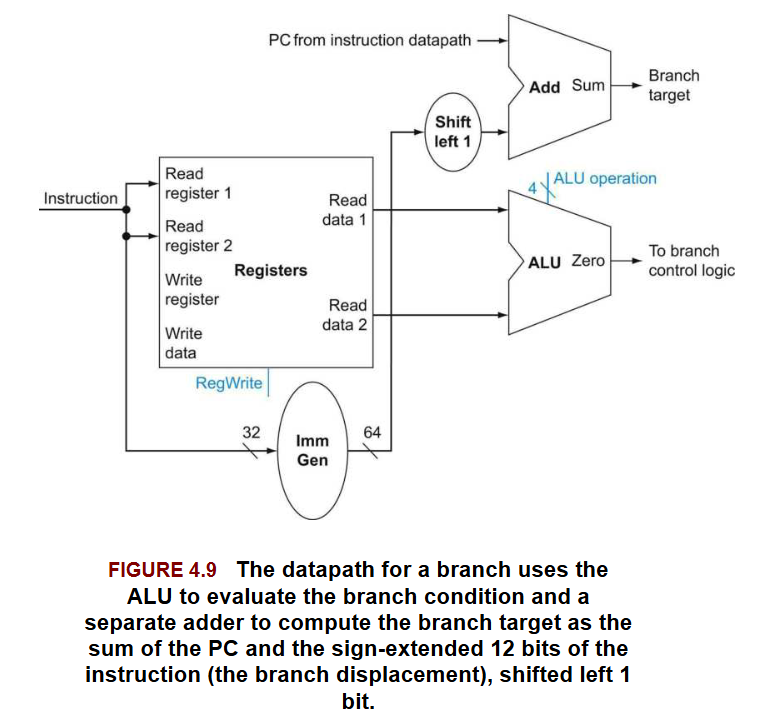 PC from instruction datapath
Add Sum
Branch
target
Shift
left 1
4
ALU operation
Instruction
Read
register 1
Read
register 2
Write
register
Write
data
Registers
Read
data 1
Read
data 2
ALU Zero
To branch
control logic
RegWrite
32
Imm
Gen
64
FIGURE 4.9 The datapath for a branch uses the
ALU to evaluate the branch condition and a
separate adder to compute the branch target as the
sum of the PC and the sign-extended 12 bits of the
instruction (the branch displacement), shifted left 1
bit.